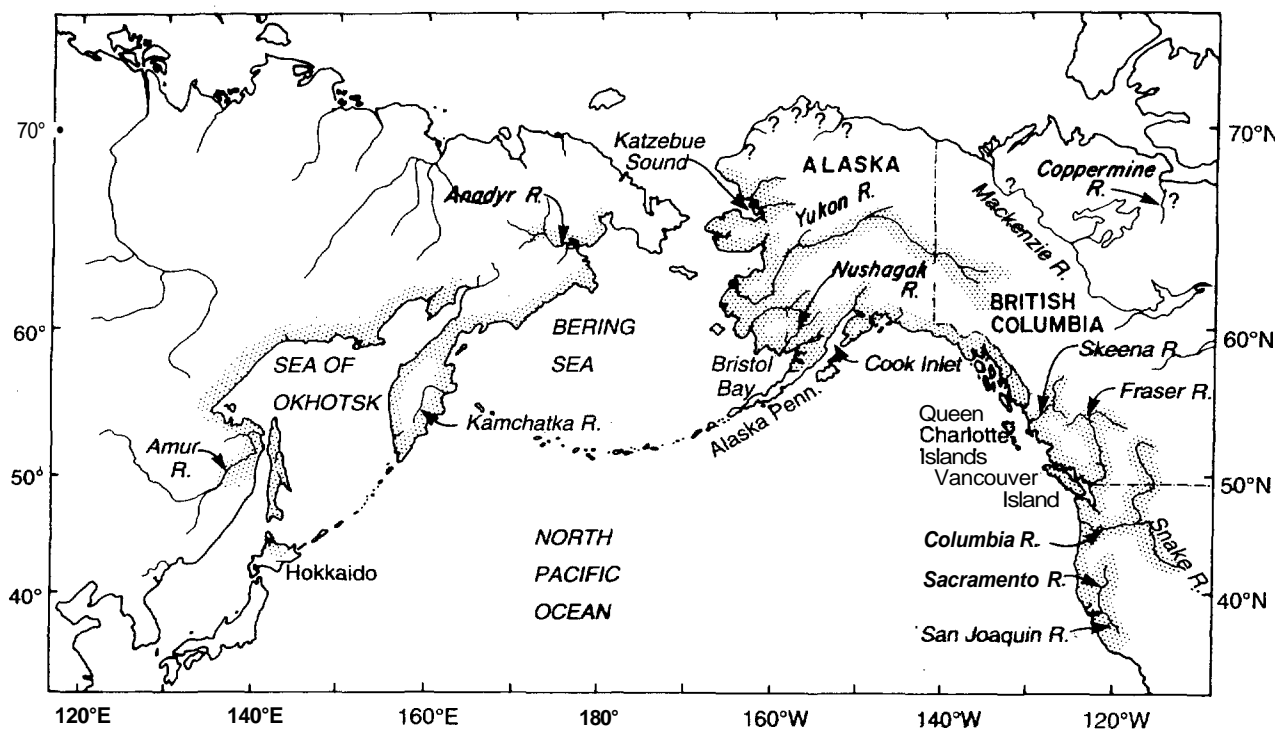 70°
60°
50°
40°
70°N
60°N
50°N
40°N
120°E
140°E
160°E
180°
160°W
140°W
120°W
Katzebue
Sound
ALASKA
Yukon R.
Coppermine
R.
Mackenzie R.
Anadyr R.
Nushagak
R.
BRITISH
COLUMBIA
BERING
SEA
SEA OF
OKHOTSK
Bristol
Bay
Cook Inlet
Skeena R.
Fraser R.
Kamchatka R.
Alaska Penn.
Queen
Charlotte
Islands
Vancouver
Island
Amur
R.
Hokkaido
NORTH
PACIFIC
OCEAN
Columbia R.
Snake R.
Sacramento R.
San Joaquin R.
?
?
?
?
?
?